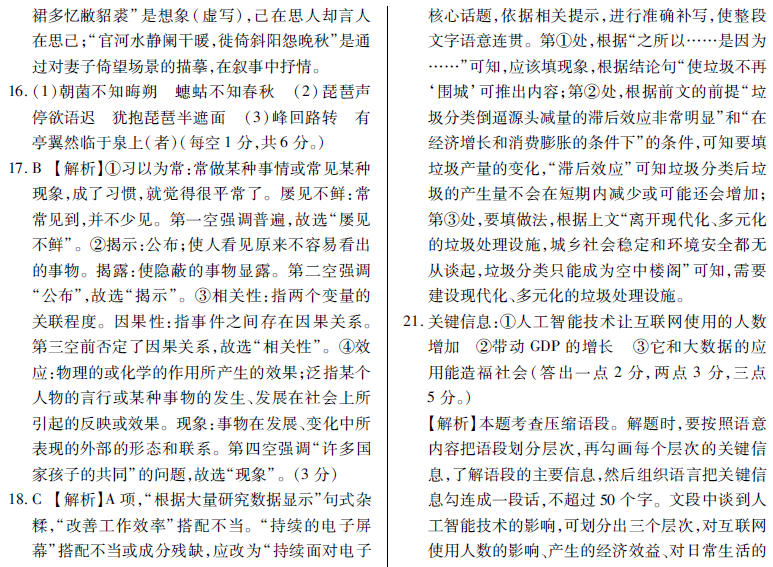 裙多忆敝貂裘”是想象(虚写),己在思人却言人
在思己;“官河水静阑干暖,徙倚斜阳怨晚秋”是通
过对妻子倚望场景的描摹,在叙事中抒情。
16. (1)朝菌不知晦朔　蟪蛄不知春秋　(2)琵琶声
停欲语迟　犹抱琵琶半遮面　(3)峰回路转　有
亭翼然临于泉上(者)(每空1分,共6分。)
17. B 【解析】①习以为常:常做某种事情或常见某种
现象,成了习惯,就觉得很平常了。屡见不鲜:常
常见到,并不少见。第一空强调普遍,故选“屡见
不鲜”。②揭示:公布;使人看见原来不容易看出
的事物。揭露:使隐蔽的事物显露。第二空强调
“公布”,故选“揭示”。③相关性:指两个变量的
关联程度。因果性:指事件之间存在因果关系。
第三空前否定了因果关系,故选“相关性”。④效
应:物理的或化学的作用所产生的效果;泛指某个
人物的言行或某种事物的发生、发展在社会上所
引起的反映或效果。现象:事物在发展、变化中所
表现的外部的形态和联系。第四空强调“许多国
家孩子的共同”的问题,故选“现象”。(3分)
18. C 【解析】A项,“根据大量研究数据显示”句式杂
糅,“改善工作效率”搭配不当。“持续的电子屏
幕”搭配不当或成分残缺,应改为“持续面对电子
核心话题,依据相关提示,进行准确补写,使整段
文字语意连贯。第①处,根据“之所以……是因为
……”可知,应该填现象,根据结论句“使垃圾不再
‘围城’可推出内容;第②处,根据前文的前提“垃
圾分类倒逼源头减量的滞后效应非常明显”和“在
经济增长和消费膨胀的条件下”的条件,可知要填
垃圾产量的变化,“滞后效应”可知垃圾分类后垃
圾的产生量不会在短期内减少或可能还会增加;
第③处,要填做法,根据上文“离开现代化、多元化
的垃圾处理设施,城乡社会稳定和环境安全都无
从谈起,垃圾分类只能成为空中楼阁”可知,需要
建设现代化、多元化的垃圾处理设施。
21. 关键信息:①人工智能技术让互联网使用的人数
增加　②带动GDP的增长　③它和大数据的应
用能造福社会(答出一点2分,两点3分,三点
5分。)
【解析】本题考查压缩语段。解题时,要按照语意
内容把语段划分层次,再勾画每个层次的关键信
息,了解语段的主要信息,然后组织语言把关键信
息勾连成一段话,不超过50个字。文段中谈到人
工智能技术的影响,可划分出三个层次,对互联网
使用人数的影响、产生的经济效益、对日常生活的